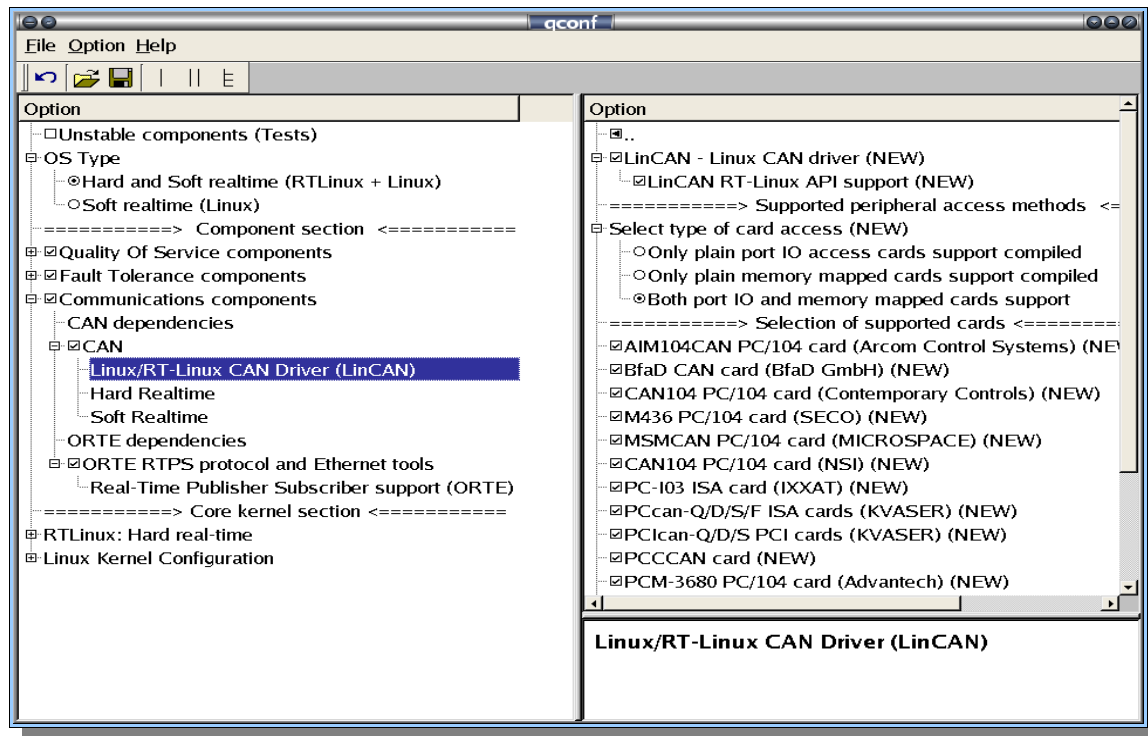 qconf
File Option Help
Option
Unstable components (Tests)
OS Type
Hard and Soft realtime (RTLinux + Linux)
Soft realtime (Linux)
===========> Component section <===========
Quality Of Service components
Fault Tolerance components
Communications components
CAN dependencies
CAN
Linux/RT-Linux CAN Driver (LinCAN)
Hard Realtime
Soft Realtime
ORTE dependencies
ORTE RTPS protocol and Ethernet tools
Real-Time Publisher Subscriber support (ORTE)
===========> Core kernel section <===========
RTLinux: Hard real-time
Linux Kernel Configuration
Option
..
LinCAN - Linux CAN driver (NEW)
LinCAN RT-Linux API support (NEW)
===========> Supported peripheral access methods <=
Select type of card access (NEW)
Only plain port IO access cards support compiled
Only plain memory mapped cards support compiled
Both port IO and memory mapped cards support
===========> Selection of supported cards <========
AIM104CAN PC/104 card (Arcom Control Systems) (NE
BfaD CAN card (BfaD GmbH) (NEW)
CAN104 PC/104 card (Contemporary Controls) (NEW)
M436 PC/104 card (SECO) (NEW)
MSMCAN PC/104 card (MICROSPACE) (NEW)
CAN104 PC/104 card (NSI) (NEW)
PC-I03 ISA card (IXXAT) (NEW)
PCcan-Q/D/S/F ISA cards (KVASER) (NEW)
PCIcan-Q/D/S PCI cards (KVASER) (NEW)
PCCCAN card (NEW)
PCM-3680 PC/104 card (Advantech) (NEW)
Linux/RT-Linux CAN Driver (LinCAN)